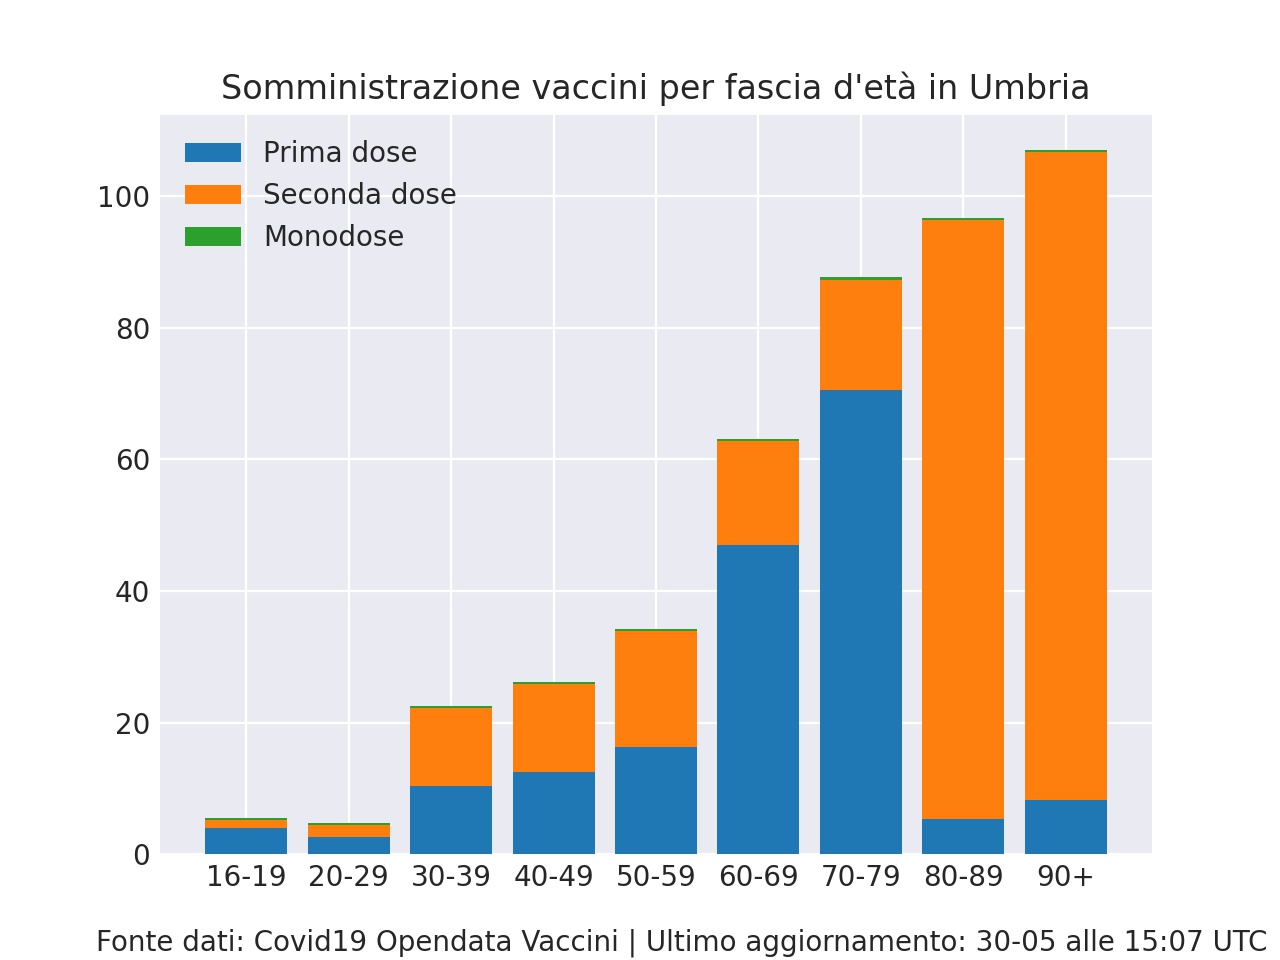 Somministrazione vaccini per fascia d'età in Umbria
Prima dose
Seconda dose
Monodose
100
80
60
40
20
0
16-19 20-29 30-39 40-49 50-59 60-69 70-79 80-89 90+
Fonte dati: Covid19 Opendata Vaccini | Ultimo aggiornamento: 30-05 alle 15:07 UTC